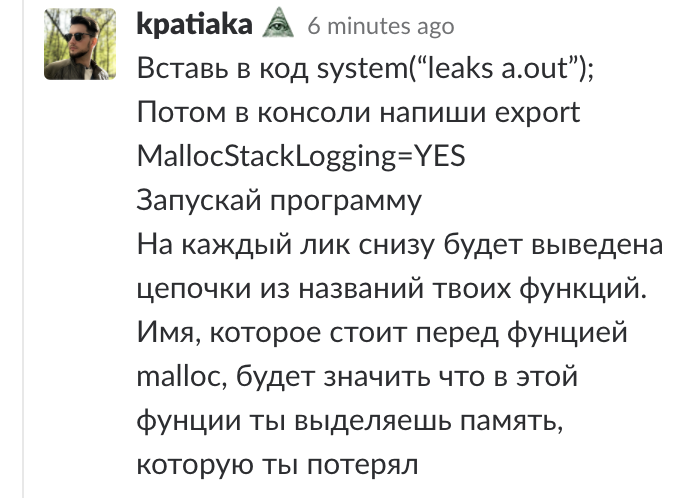 kpatiaka 6 minutes ago
Вставь в код system(“leaks a.out”);
Потом в консоли напиши export
MallocStackLogging=YES
Запускай программу
На каждый лик снизу будет выведена
цепочки из названий твоих функций.
Имя, которое стоит перед фунцией
malloc, будет значить что в этой
фунции ты выделяешь память,
которую ты потерял